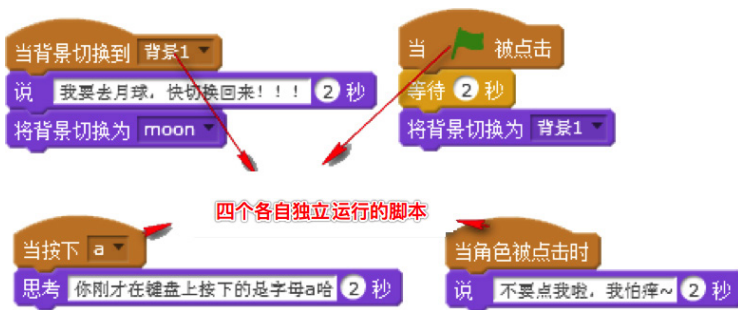 当背景切换到 背景1
说 我要去月球，快切换回来！！！ 2 秒
将背景切换为 moon
当 被点击
等待 2 秒
将背景切换为 背景1
四个各自独立运行的脚本
当按下 a
思考 你刚才在键盘上按下的是字母a哈 2 秒
当角色被点击时
说 不要点我啦，我怕痒~ 2 秒